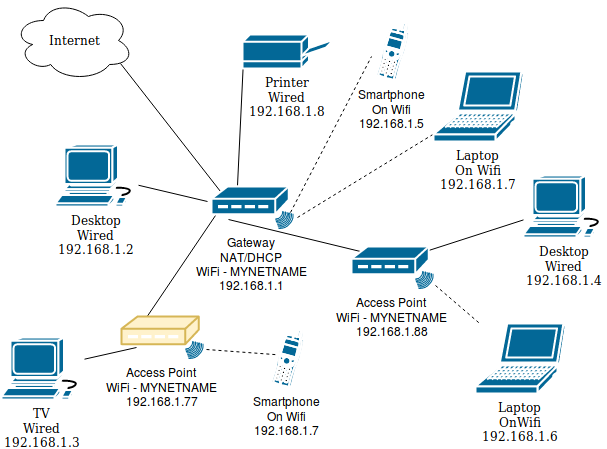 Internet
Printer
Wired
192.168.1.8
Smartphone
On Wifi
192.168.1.5
Laptop
On Wifi
192.168.1.7
Desktop
Wired
192.168.1.2
Gateway
NAT/DHCP
WiFi - MYNETNAME
192.168.1.1
Desktop
Wired
192.168.1.4
Access Point
WiFi - MYNETNAME
192.168.1.88
Access Point
WiFi - MYNETNAME
192.168.1.77
TV
Wired
192.168.1.3
Smartphone
On Wifi
192.168.1.7
Laptop
OnWifi
192.168.1.6